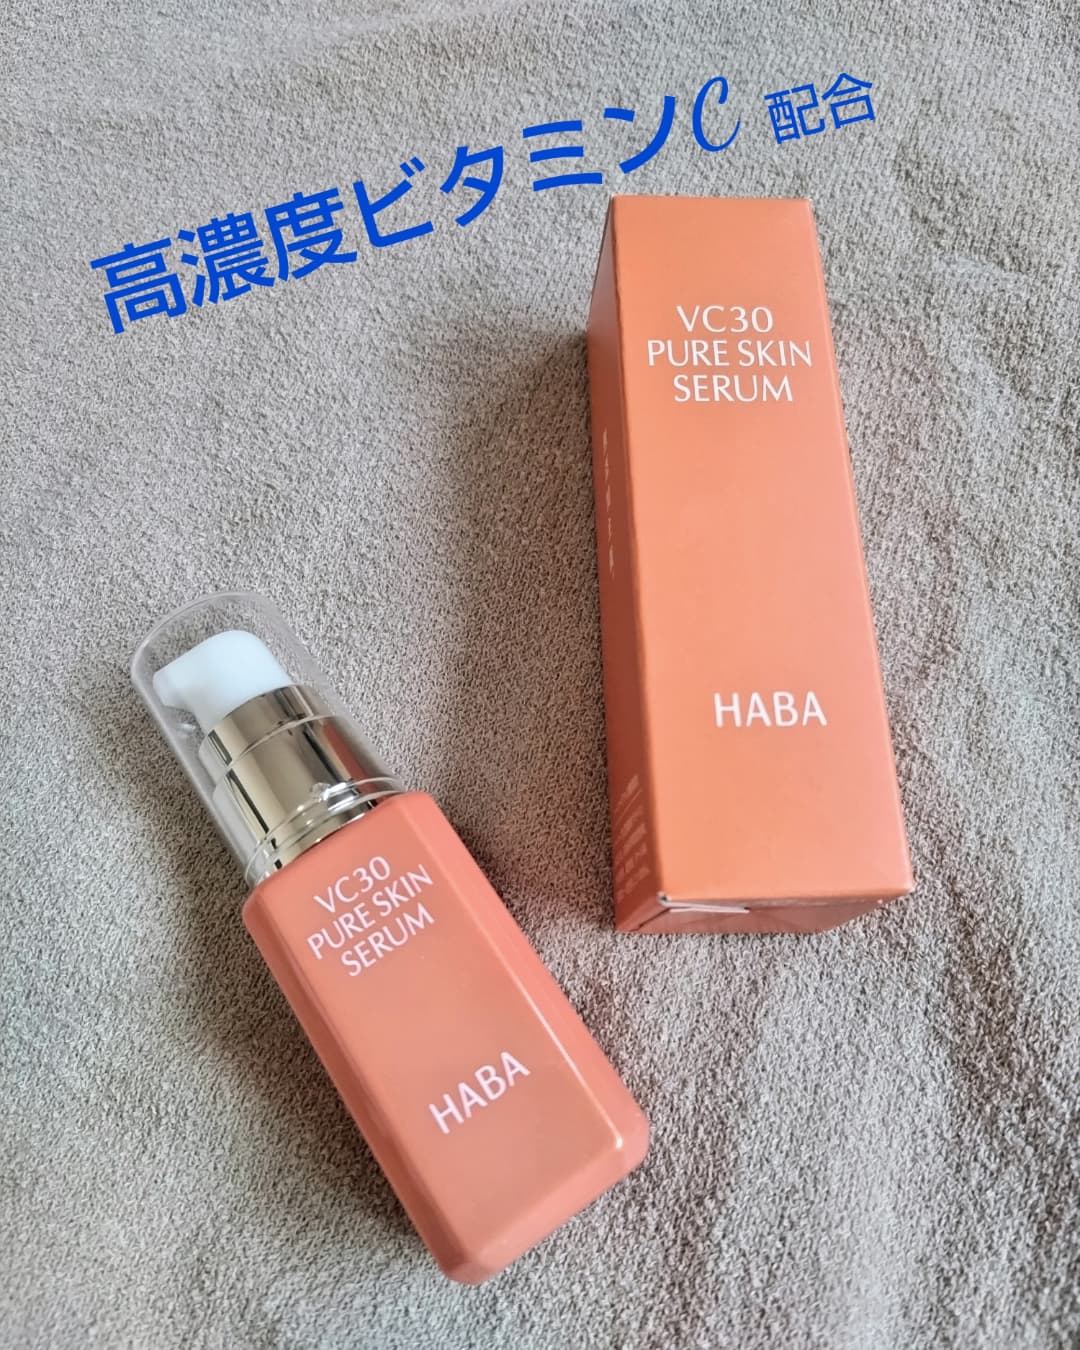 高濃度ビタミンC 配合
VC30
PURE SKIN
SERUM
HABA
VC30
PURE SKIN
SERUM
HABA